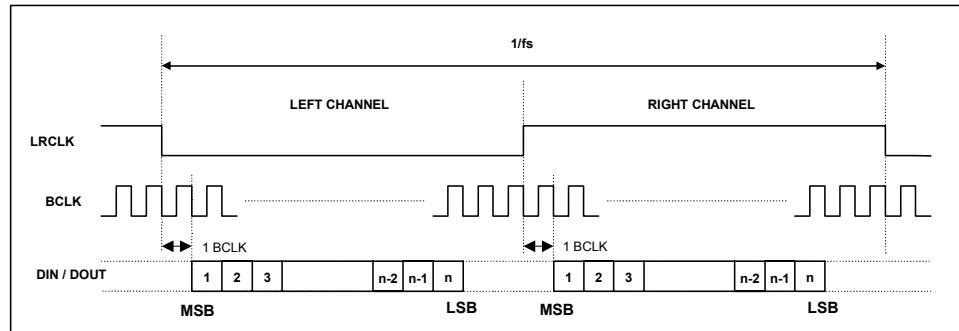 1/fs
LEFT CHANNEL RIGHT CHANNEL
LRCLK
BCLK
1 BCLK 1 BCLK
DIN / DOUT 1 2 3 n-2 n-1 n 1 2 3 n-2 n-1 n
MSB LSB MSB LSB